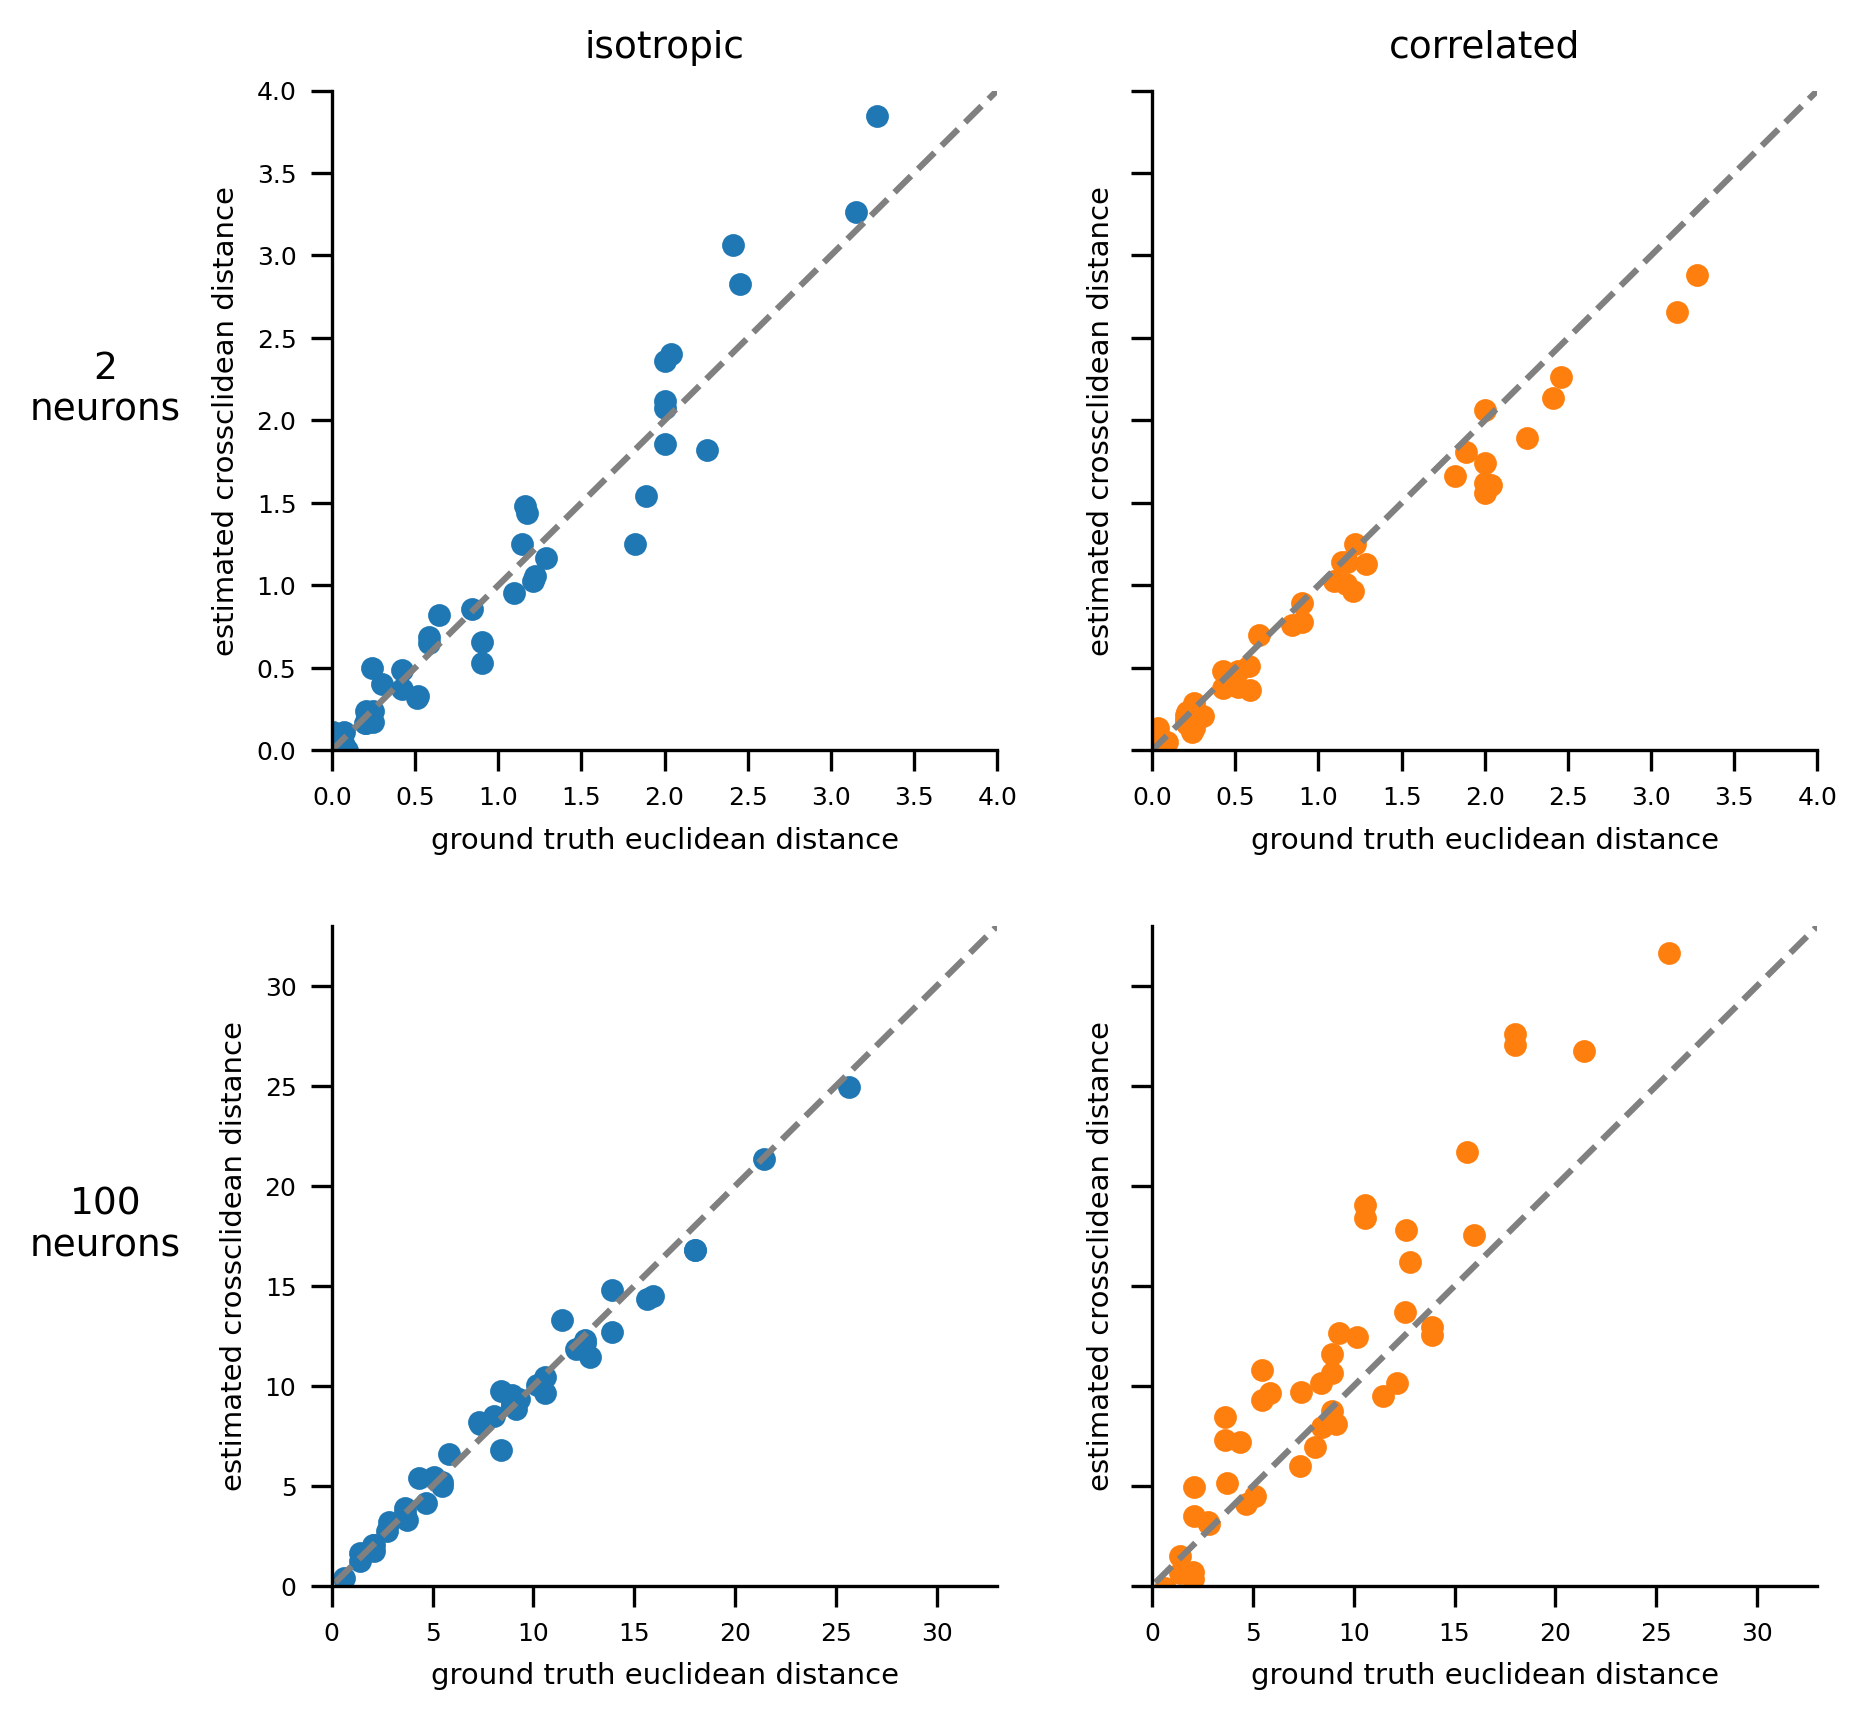 isotropic
correlated
2
neurons
estimated crossclidean distance
4.0
3.5
3.0
2.5
2.0
1.5
1.0
0.5
0.0
0.0 0.5 1.0 1.5 2.0 2.5 3.0 3.5 4.0
ground truth euclidean distance
estimated crossclidean distance
0.0 0.5 1.0 1.5 2.0 2.5 3.0 3.5 4.0
ground truth euclidean distance
100
neurons
estimated crossclidean distance
30
25
20
15
10
5
0
0 5 10 15 20 25 30
ground truth euclidean distance
estimated crossclidean distance
0 5 10 15 20 25 30
ground truth euclidean distance